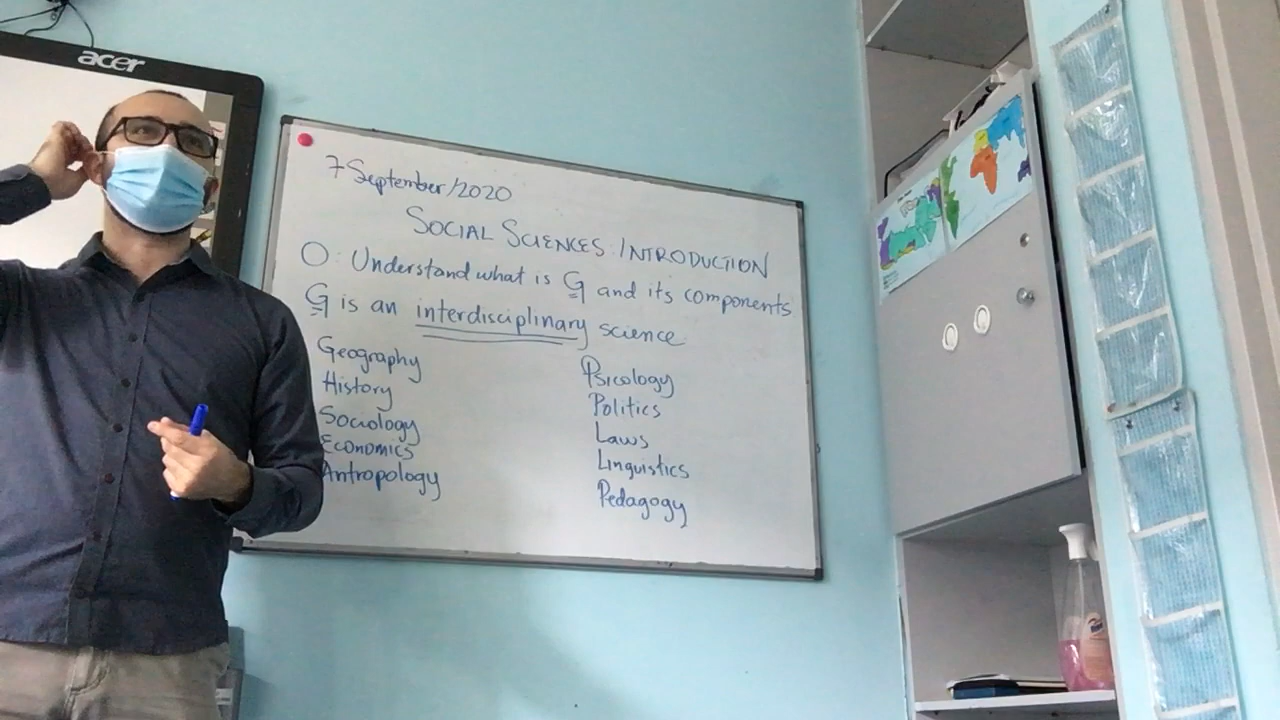 acer
7 September/2020
SOCIAL SCIENCES: INTRODUCTION
O: Understand what is G and its components
G is an interdisciplinary science.
Geography
History
Sociology
Economics
Antropology
Psicology
Politics
Laws
Linguistics
Pedagogy